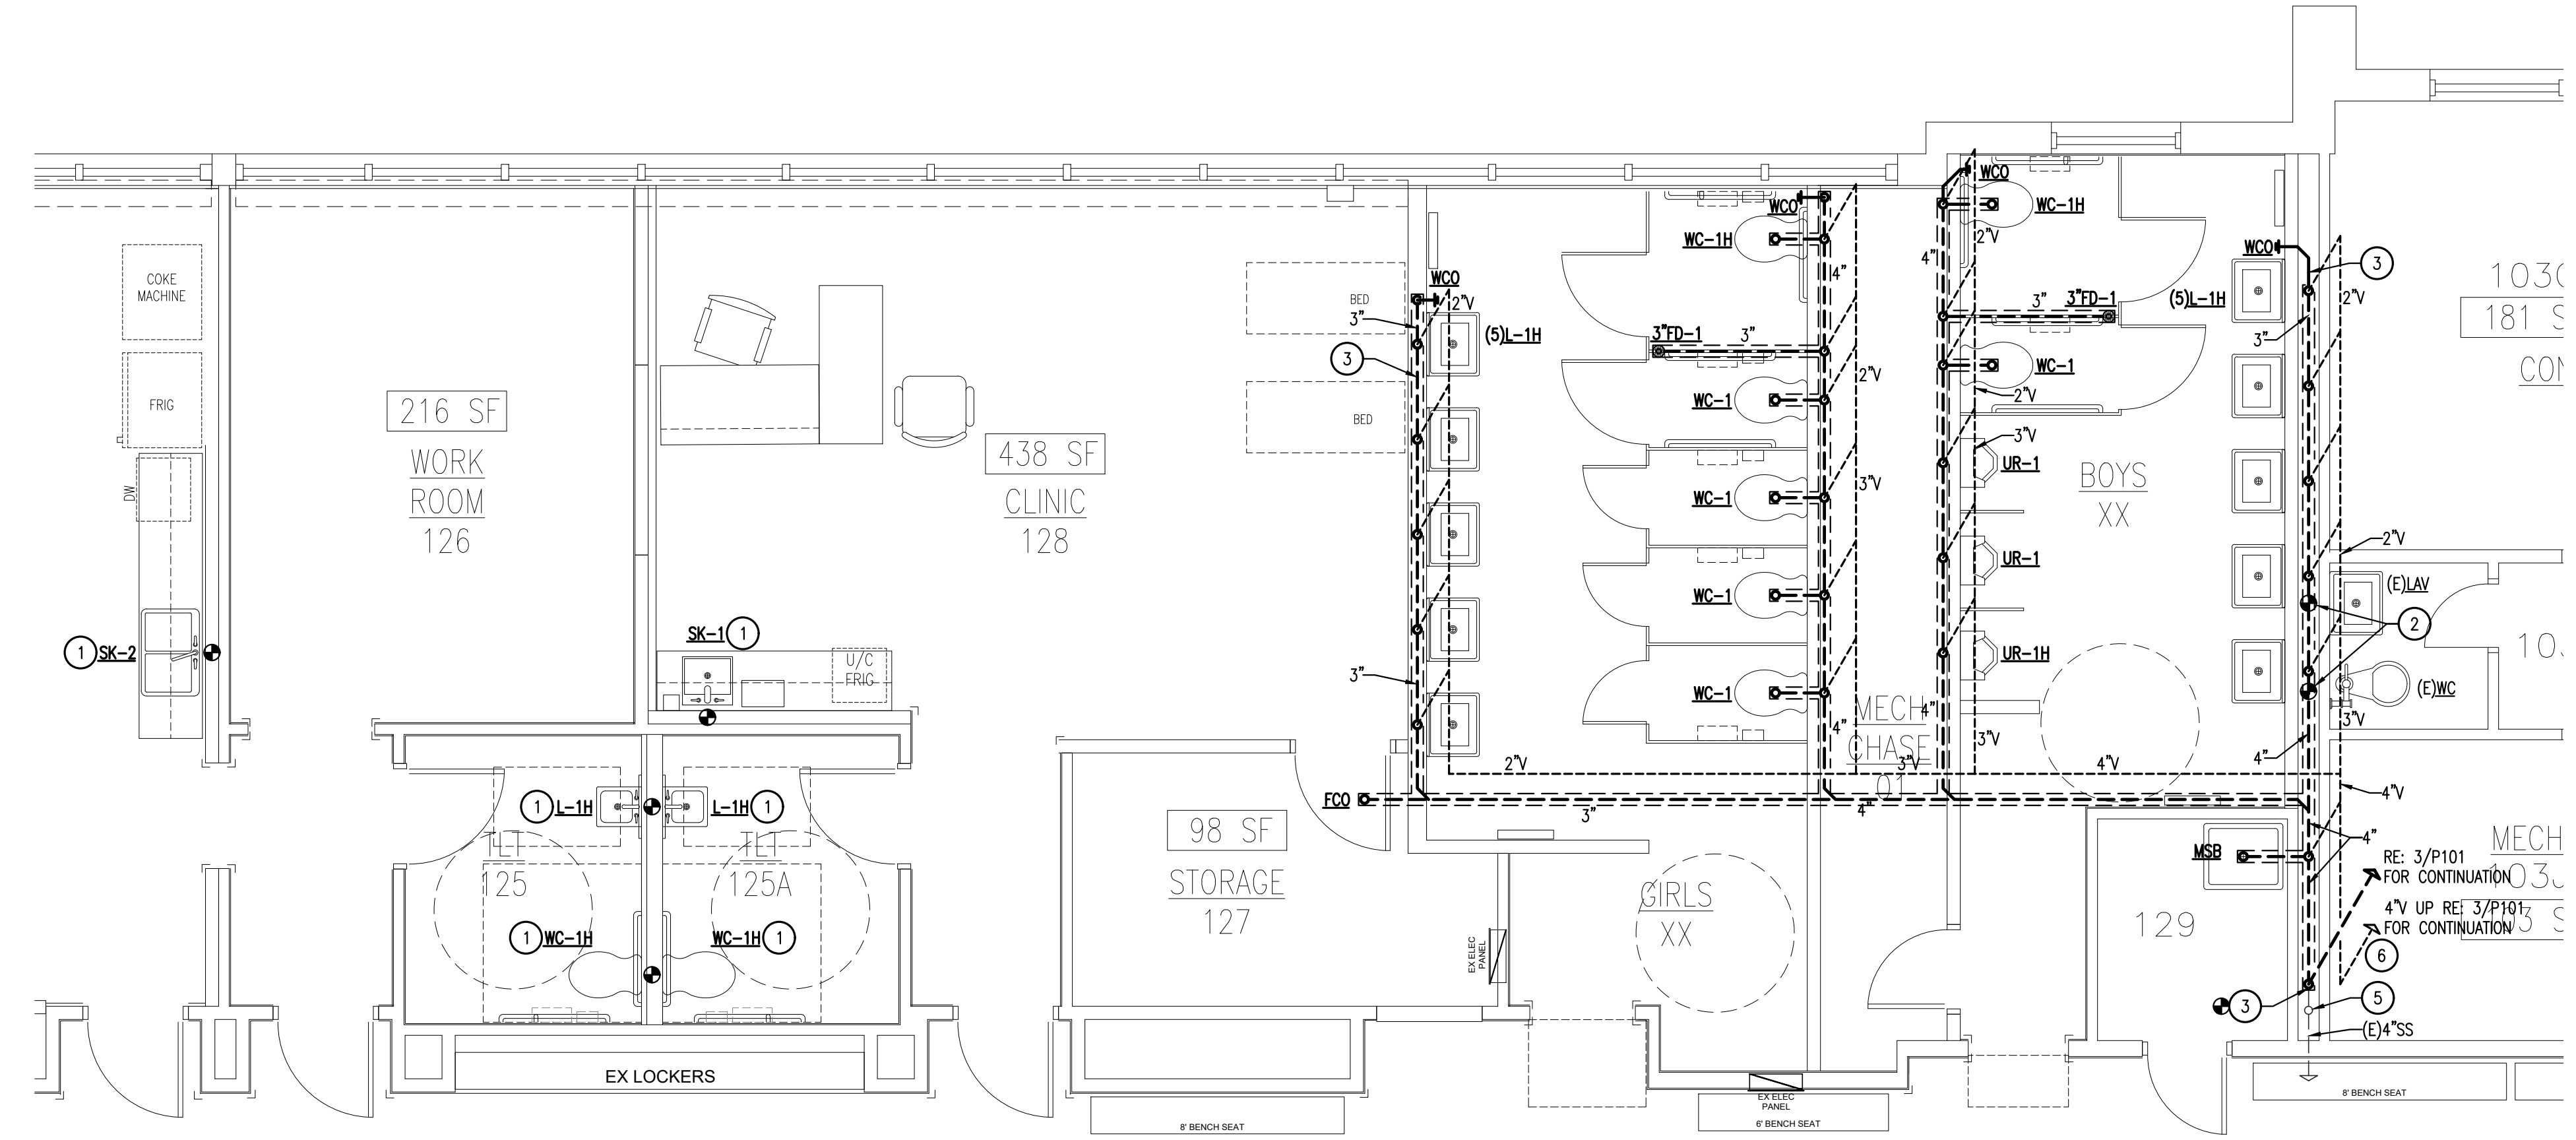 COKE
MACHINE
FRIG
DW
1 SK-2
216 SF
WORK
ROOM
126
438 SF
CLINIC
128
BED
BED
SK-1 1
U/C
FRIG
1 L-1H
L-1H 1
TLT
125
TLT
125A
1 WC-1H
WC-1H 1
EX LOCKERS
98 SF
STORAGE
127
EX ELEC
PANEL
8' BENCH SEAT
FCO
WCO
2"V
3"
3
(5)L-1H
3"
2"V
3"
WCO
WC-1H
4"
3"FD-1
3"
2"V
WC-1
WC-1
3"V
WC-1
WC-1
4"
MECH
CHASE
01
4"
3"V
4"
GIRLS
XX
EX ELEC
PANEL
6' BENCH SEAT
WCO
WC-1H
2"V
4"
3"
3"FD-1
WC-1
2"V
3"V
UR-1
UR-1
UR-1H
4"
3"V
BOYS
XX
4"V
WCO
3
(5)L-1H
2"V
3"
2"V
(E)LAV
2
(E)WC
3"V
4"
4"V
4"
MSB
129
RE: 3/P101
FOR CONTINUATION
4"V UP RE: 3/P101
FOR CONTINUATION
6
3
5
(E)4"SS
8' BENCH SEAT
103
181 S
CON
10
MECH
103J
103 S